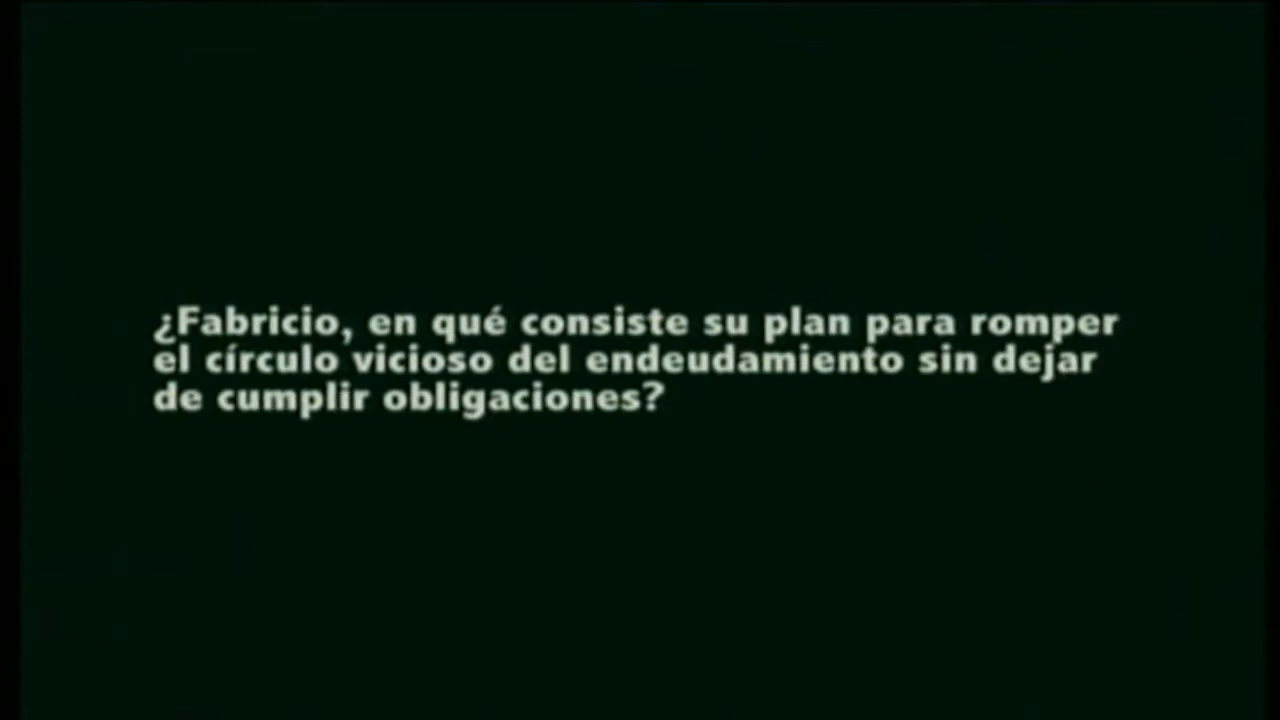 ¿Fabricio, en qué consiste su plan para romper
el círculo vicioso del endeudamiento sin dejar
de cumplir obligaciones?